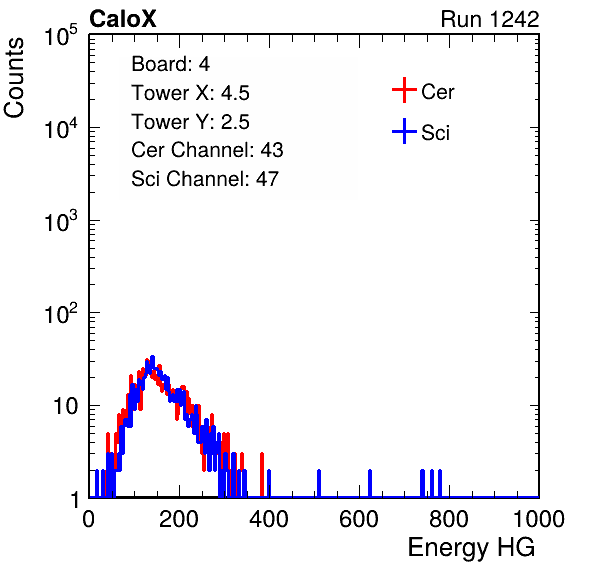 CaloX Run 1242
Board: 4
Tower X: 4.5
Tower Y: 2.5
Cer Channel: 43
Sci Channel: 47
Cer
Sci
Counts
10^5
10^4
10^3
10^2
10
1
0 200 400 600 800 1000
Energy HG